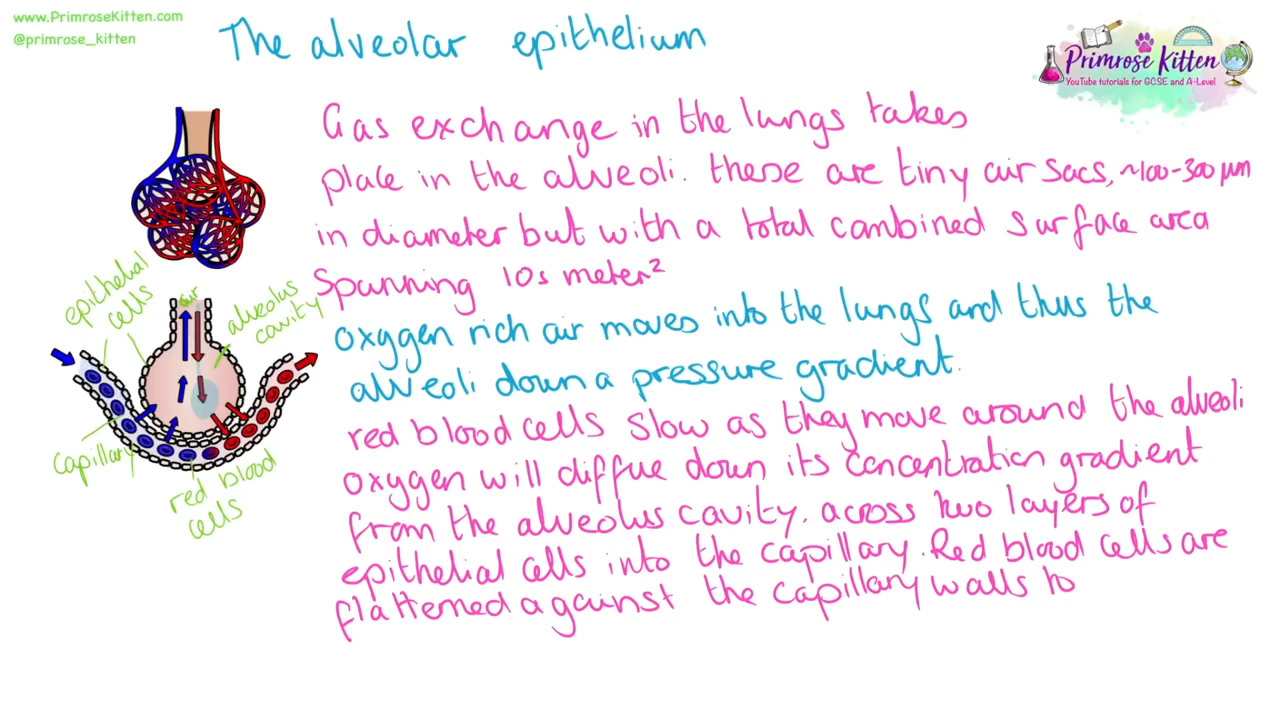 www.PrimroseKitten.com
@primrose_kitten
The alveolar epithelium
Primrose Kitten
YouTube tutorials for GCSE and A-Level
Gas exchange in the lungs takes
place in the alveoli. these are tiny air sacs, ~100-300 µm
in diameter but with a total combined surface area
spanning 10s meter²
oxygen rich air moves into the lungs and thus the
alveoli down a pressure gradient.
red blood cells slow as they move around the alveoli
oxygen will diffue down its concentration gradient
from the alveolus cavity, across two layers of
epithelial cells into the capillary. Red blood cells are
flattened against the capillary walls to
epithelial
cells
air
alveolus
cavity
capillary
red blood
cells